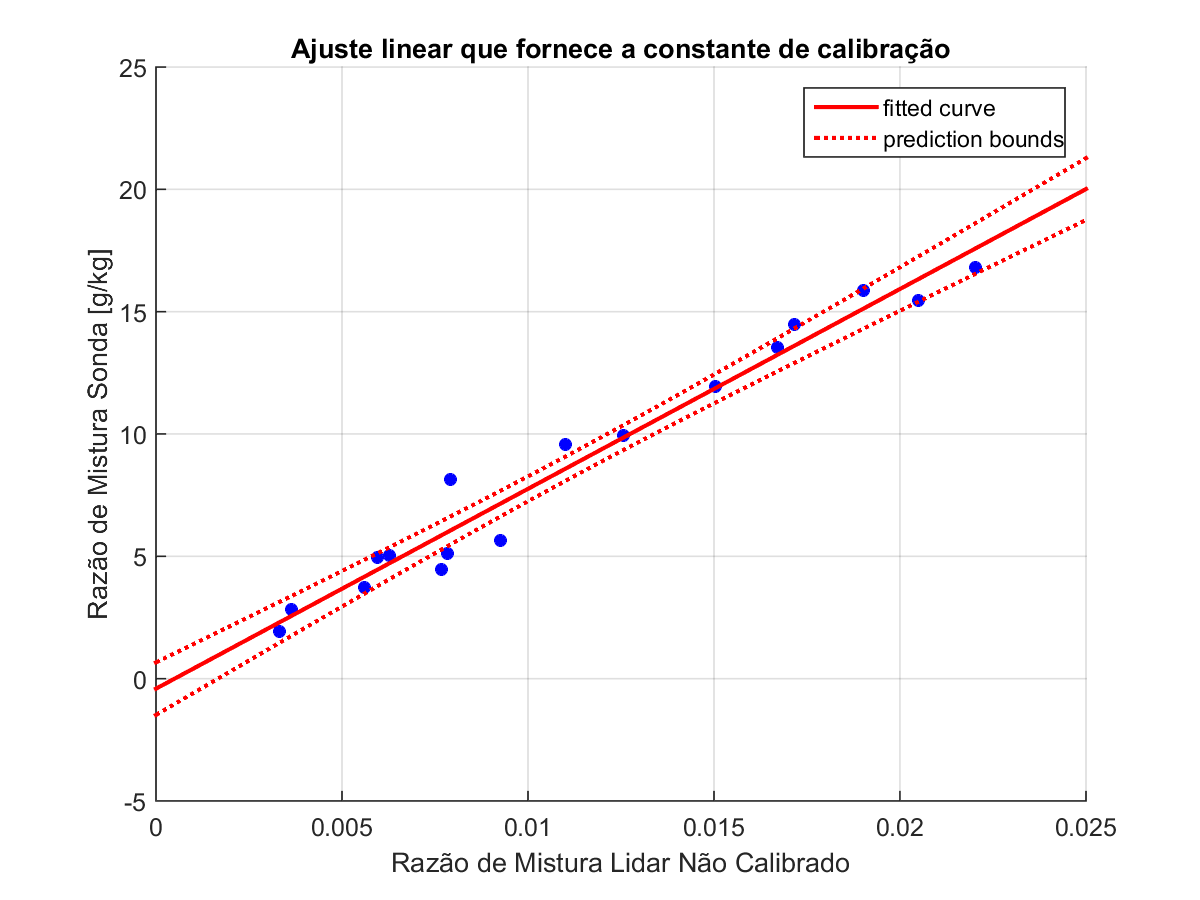 Ajuste linear que fornece a constante de calibração
fitted curve
prediction bounds
Razão de Mistura Sonda [g/kg]
25
20
15
10
5
0
-5
0 0.005 0.01 0.015 0.02 0.025
Razão de Mistura Lidar Não Calibrado